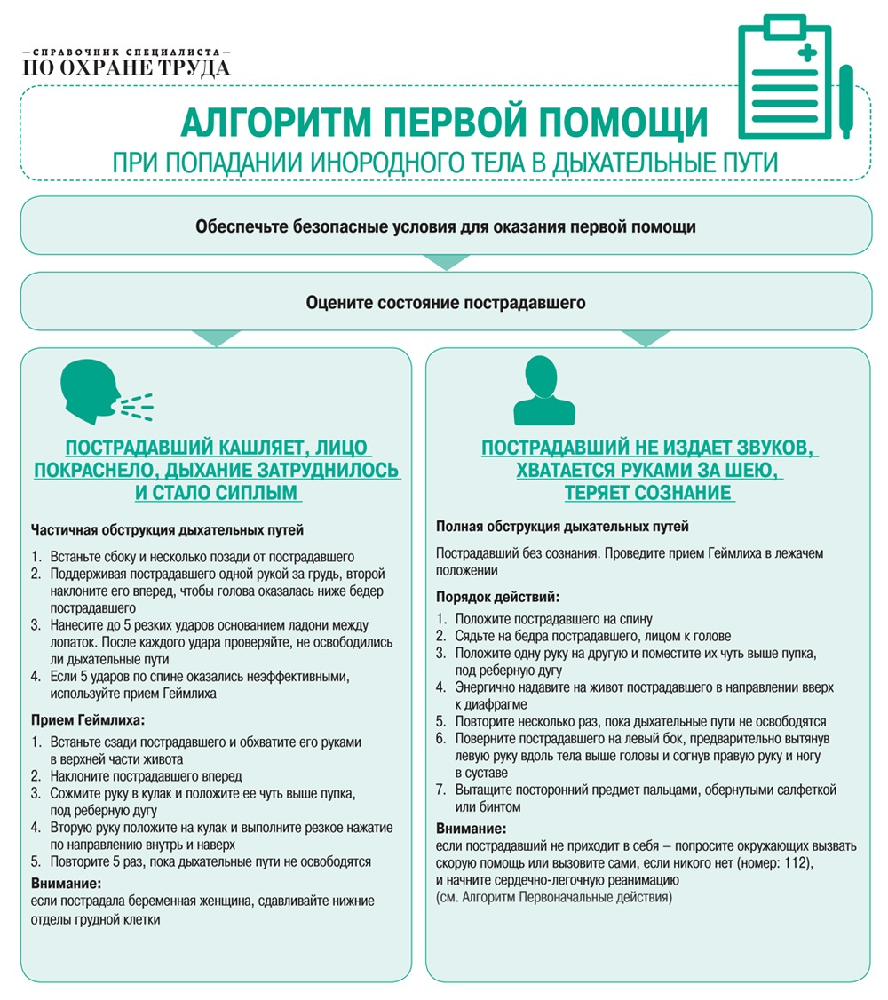 –СПРАВОЧНИК СПЕЦИАЛИСТА–
ПО ОХРАНЕ ТРУДА
АЛГОРИТМ ПЕРВОЙ ПОМОЩИ
ПРИ ПОПАДАНИИ ИНОРОДНОГО ТЕЛА В ДЫХАТЕЛЬНЫЕ ПУТИ
Обеспечьте безопасные условия для оказания первой помощи
Оцените состояние пострадавшего
ПОСТРАДАВШИЙ КАШЛЯЕТ, ЛИЦО
ПОКРАСНЕЛО, ДЫХАНИЕ ЗАТРУДНИЛОСЬ
И СТАЛО СИПЛЫМ
Частичная обструкция дыхательных путей
1. Встаньте сбоку и несколько позади от пострадавшего
2. Поддерживая пострадавшего одной рукой за грудь, второй
наклоните его вперед, чтобы голова оказалась ниже бедер
пострадавшего
3. Нанесите до 5 резких ударов основанием ладони между
лопаток. После каждого удара проверяйте, не освободились
ли дыхательные пути
4. Если 5 ударов по спине оказались неэффективными,
используйте прием Геймлиха
Прием Геймлиха:
1. Встаньте сзади пострадавшего и обхватите его руками
в верхней части живота
2. Наклоните пострадавшего вперед
3. Сожмите руку в кулак и положите ее чуть выше пупка,
под реберную дугу
4. Вторую руку положите на кулак и выполните резкое нажатие
по направлению внутрь и наверх
5. Повторите 5 раз, пока дыхательные пути не освободятся
Внимание:
если пострадала беременная женщина, сдавливайте нижние
отделы грудной клетки
ПОСТРАДАВШИЙ НЕ ИЗДАЕТ ЗВУКОВ,
ХВАТАЕТСЯ РУКАМИ ЗА ШЕЮ,
ТЕРЯЕТ СОЗНАНИЕ
Полная обструкция дыхательных путей
Пострадавший без сознания. Проведите прием Геймлиха в лежачем
положении
Порядок действий:
1. Положите пострадавшего на спину
2. Сядьте на бедра пострадавшего, лицом к голове
3. Положите одну руку на другую и поместите их чуть выше пупка,
под реберную дугу
4. Энергично надавите на живот пострадавшего в направлении вверх
к диафрагме
5. Повторите несколько раз, пока дыхательные пути не освободятся
6. Поверните пострадавшего на левый бок, предварительно вытянув
левую руку вдоль тела выше головы и согнув правую руку и ногу
в суставе
7. Вытащите посторонний предмет пальцами, обернутыми салфеткой
или бинтом
Внимание:
если пострадавший не приходит в себя – попросите окружающих вызвать
скорую помощь или вызовите сами, если никого нет (номер: 112),
и начните сердечно-легочную реанимацию
(см. Алгоритм Первоначальные действия)